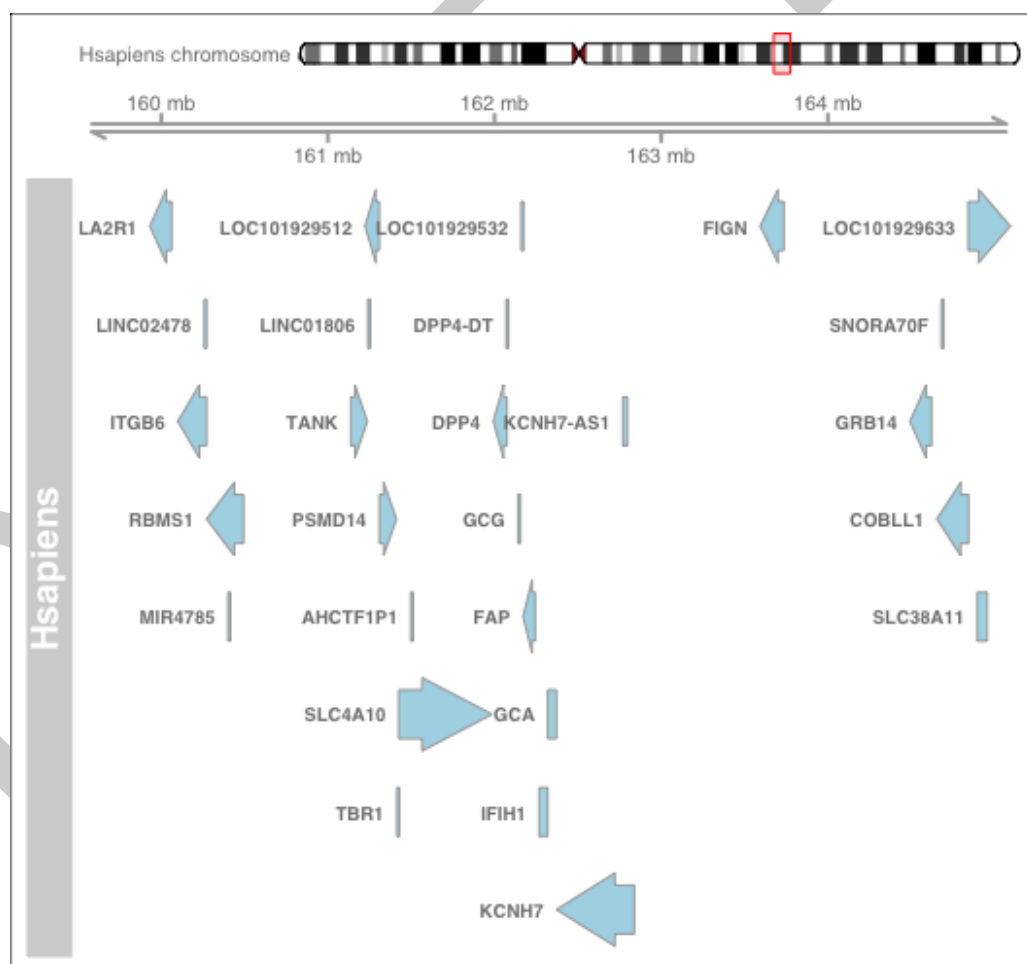 Hsapiens chromosome
160 mb 162 mb 164 mb
161 mb 163 mb
Hsapiens
LA2R1 LOC101929512 LOC101929532 FIGN LOC101929633
LINC02478 LINC01806 DPP4-DT SNORA70F
ITGB6 TANK DPP4 KCNH7-AS1 GRB14
RBMS1 PSMD14 GCG COBLL1
MIR4785 AHCTF1P1 FAP SLC38A11
SLC4A10 GCA
TBR1 IFIH1
KCNH7